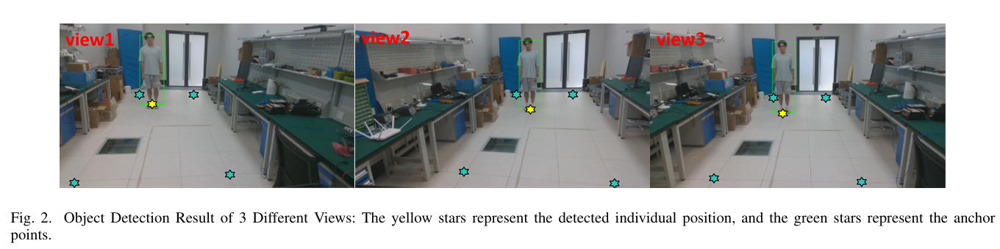 view1
view2
view3
Fig. 2. Object Detection Result of 3 Different Views: The yellow stars represent the detected individual position, and the green stars represent the anchor
points.